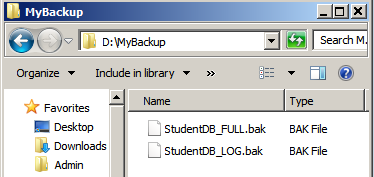 MyBackup
D:\MyBackup
Search M...
Organize
Include in library
»
Favorites
Desktop
Downloads
Admin
Name
Type
StudentDB_FULL.bak
BAK File
StudentDB_LOG.bak
BAK File